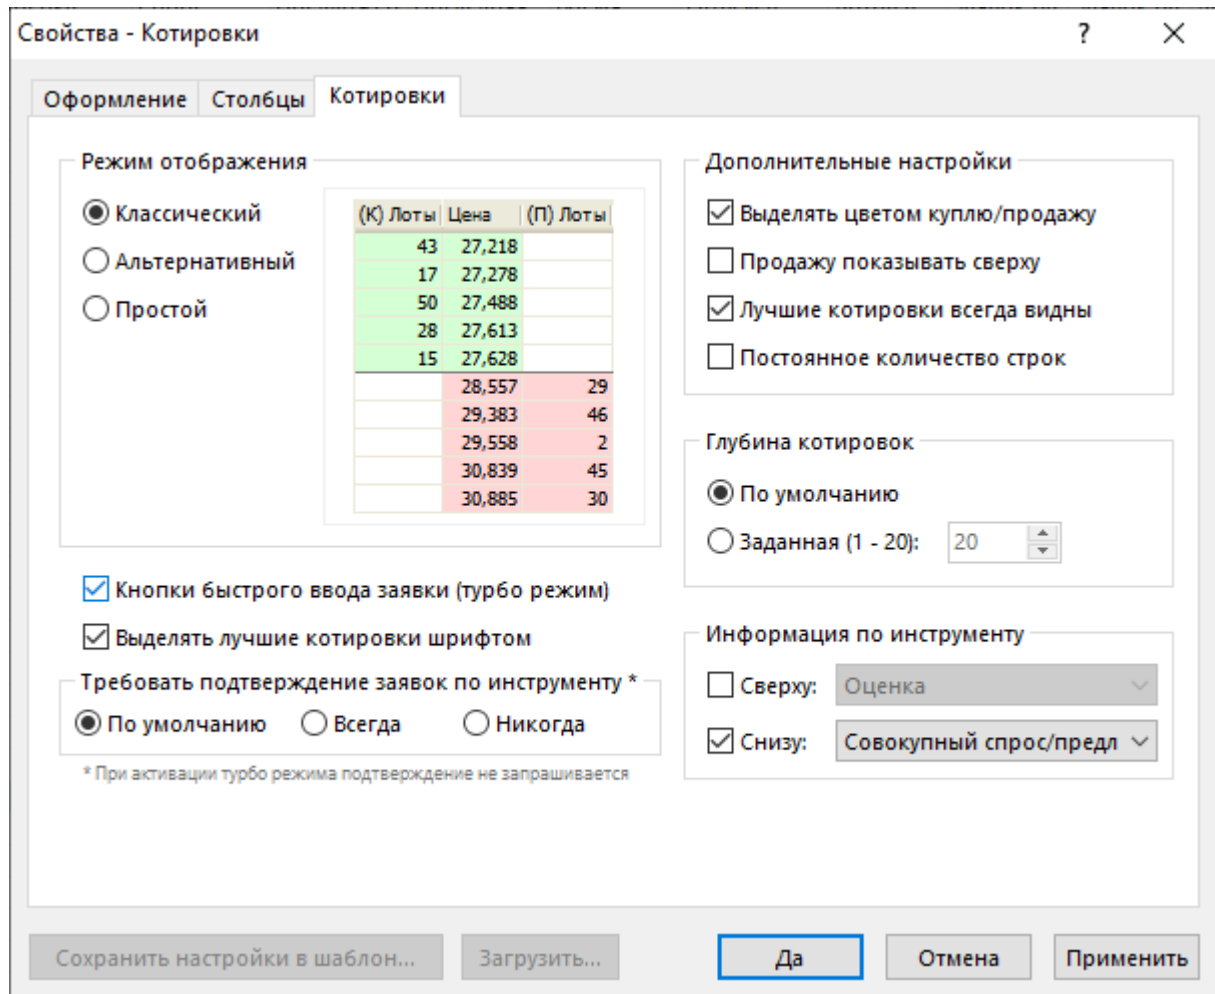 Свойства - Котировки
?
Оформление Столбцы Котировки
Режим отображения
Классический
Альтернативный
Простой
(К) Лоты Цена (П) Лоты
43 27,218
17 27,278
50 27,488
28 27,613
15 27,628
28,557 29
29,383 46
29,558 2
30,839 45
30,885 30
Кнопки быстрого ввода заявки (турбо режим)
Выделять лучшие котировки шрифтом
Требовать подтверждение заявок по инструменту *
По умолчанию Всегда Никогда
* При активации турбо режима подтверждение не запрашивается
Дополнительные настройки
Выделять цветом куплю/продажу
Продажу показывать сверху
Лучшие котировки всегда видны
Постоянное количество строк
Глубина котировок
По умолчанию
Заданная (1 - 20): 20
Информация по инструменту
Сверху: Оценка
Снизу: Совокупный спрос/предл
Сохранить настройки в шаблон... Загрузить... Да Отмена Применить